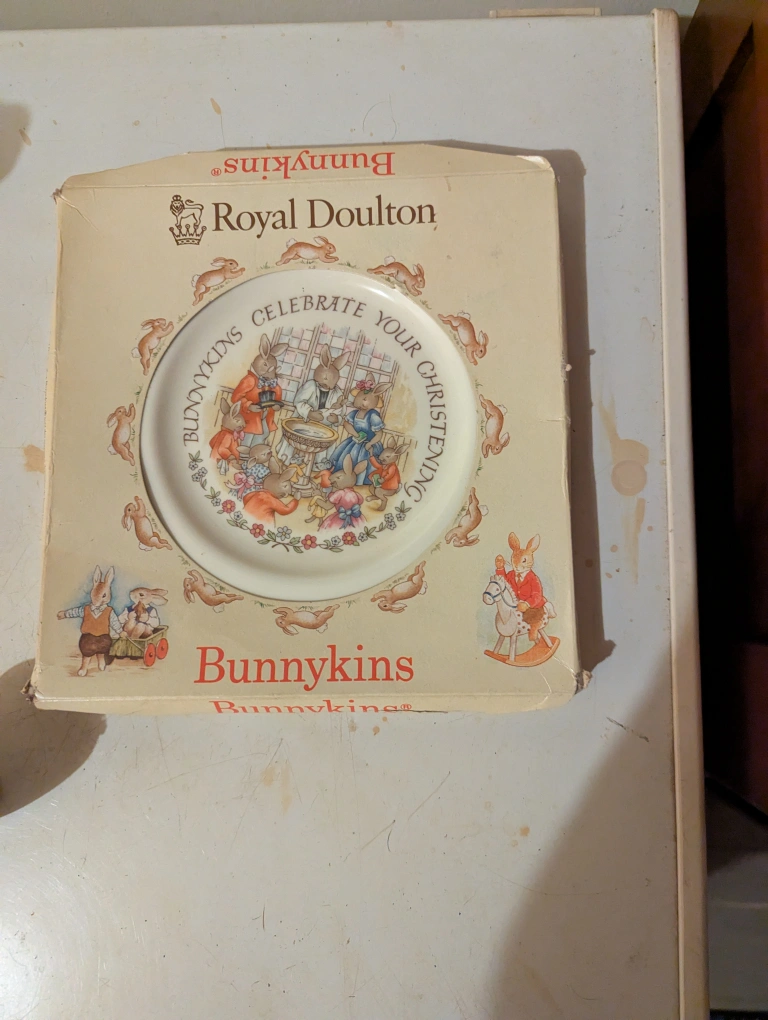 Bunnykins®
Royal Doulton
BUNNYKINS CELEBRATE YOUR CHRISTENING
Bunnykins
Bunnykins®